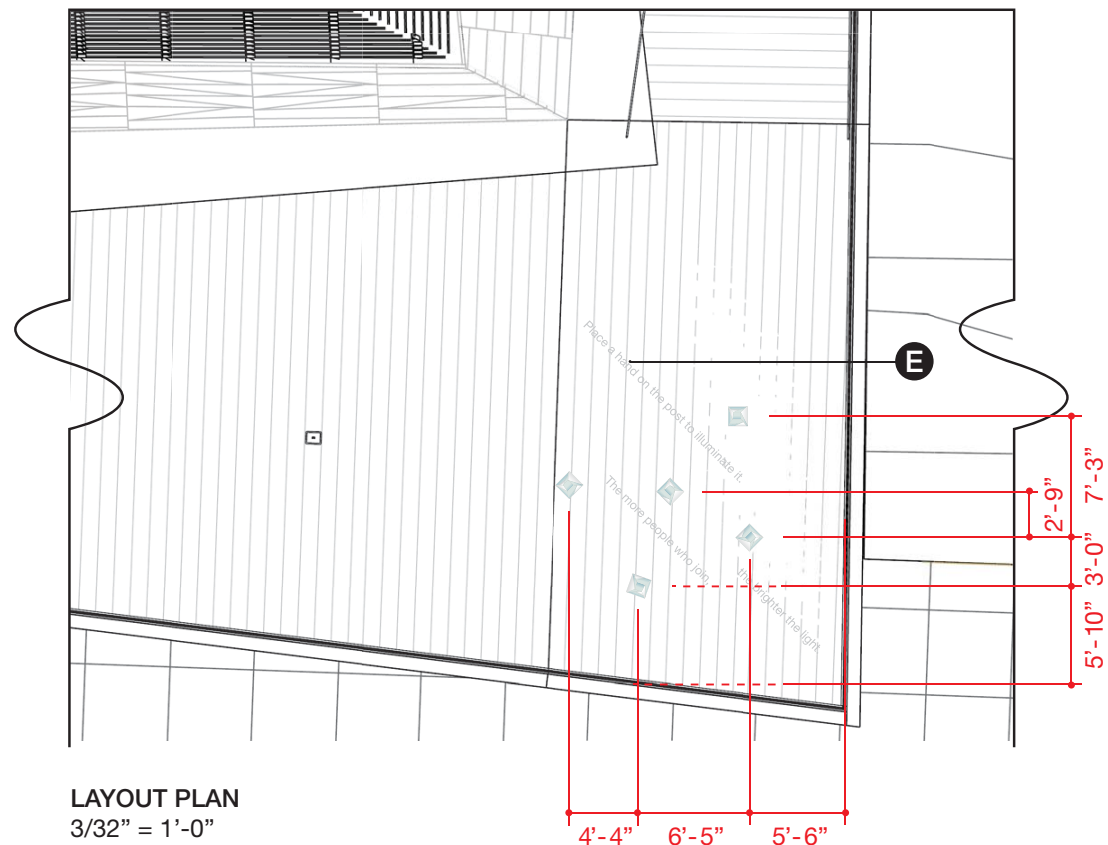 Place a hand on the post to illuminate it.
E
The more people who join,
the brighter the light.
7’-3”
2’-9”
3’-0”
5’-10”
4’-4”
6’-5”
5’-6”
LAYOUT PLAN
3/32” = 1’-0”